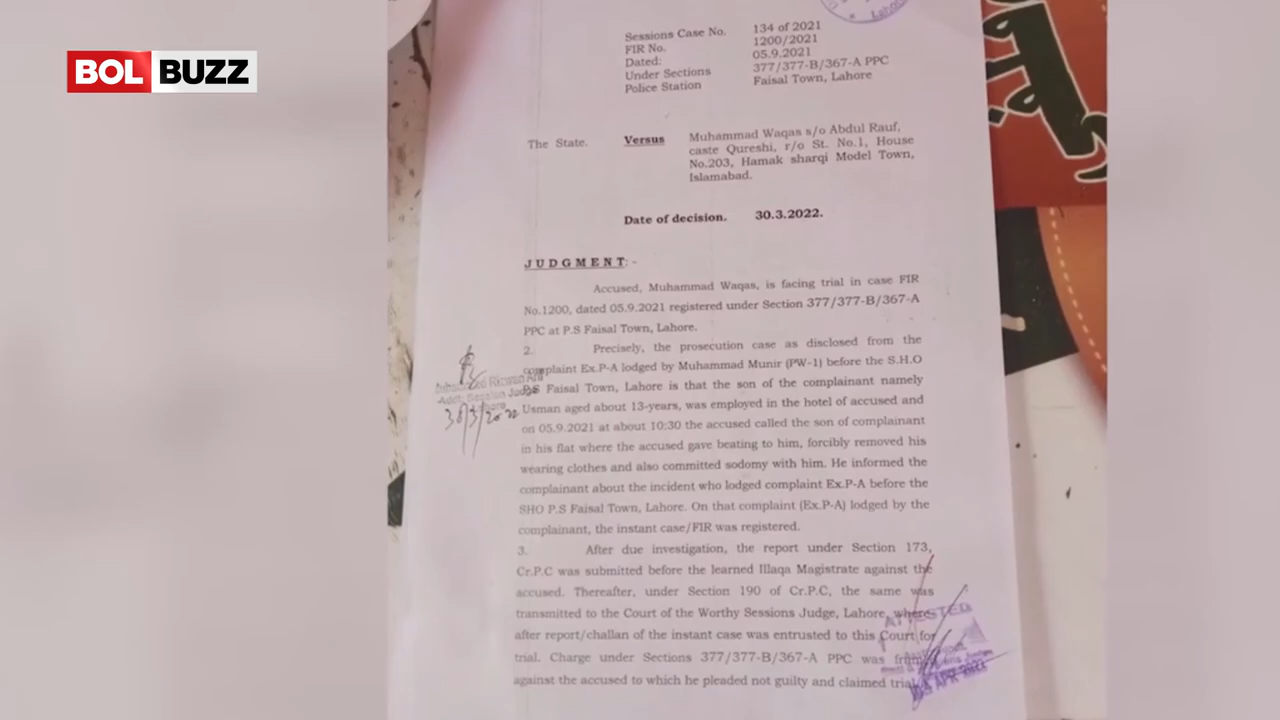 BOL BUZZ
Lahore
Sessions Case No. 134 of 2021
FIR No. 1200/2021
Dated: 05.9.2021
Under Sections 377/377-B/367-A PPC
Police Station Faisal Town, Lahore
The State. Versus Muhammad Waqas s/o Abdul Rauf,
caste Qureshi, r/o St. No.1, House
No.203, Hamak sharqi Model Town,
Islamabad.
Date of decision. 30.3.2022.
JUDGMENT:-
Accused, Muhammad Waqas, is facing trial in case FIR
No.1200, dated 05.9.2021 registered under Section 377/377-B/367-A
PPC at P.S Faisal Town, Lahore.
2. Precisely, the prosecution case as disclosed from the
complaint Ex.P-A lodged by Muhammad Munir (PW-1) before the S.H.O
P.S Faisal Town, Lahore is that the son of the complainant namely
Usman aged about 13-years, was employed in the hotel of accused and
on 05.9.2021 at about 10:30 the accused called the son of complainant
in his flat where the accused gave beating to him, forcibly removed his
wearing clothes and also committed sodomy with him. He informed the
complainant about the incident who lodged complaint Ex.P-A before the
SHO P.S Faisal Town, Lahore. On that complaint (Ex.P-A) lodged by the
complainant, the instant case/FIR was registered.
3. After due investigation, the report under Section 173,
Cr.P.C was submitted before the learned Illaqa Magistrate against the
accused. Thereafter, under Section 190 of Cr.P.C, the same was
transmitted to the Court of the Worthy Sessions Judge, Lahore, where
after report/challan of the instant case was entrusted to this Court for
trial. Charge under Sections 377/377-B/367-A PPC was
against the accused to which he pleaded not guilty and claimed trial
Addl: Session Judge
Lahore
30/3/2022
ATTESTED
APR 2022